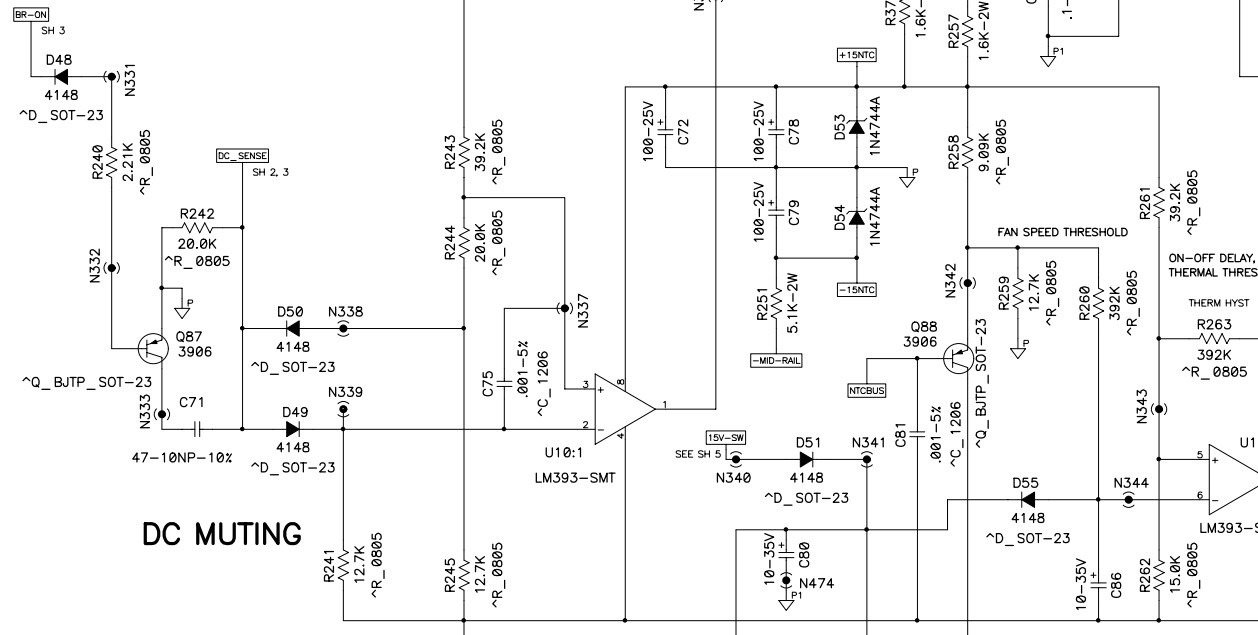 BR-ON
SH 3
D48
4148
^D_SOT-23
N331
R240
2.21K
^R_0805
DC_SENSE
SH 2, 3
R242
20.0K
^R_0805
N332
P
Q87
3906
^Q_BJTP_SOT-23
N333
C71
47-10NP-10%
D50
4148
^D_SOT-23
N338
N339
D49
4148
^D_SOT-23
DC MUTING
R241
12.7K
^R_0805
R243
39.2K
^R_0805
R244
20.0K
^R_0805
R245
12.7K
^R_0805
N337
C75
.001-5%
^C_1206
3
2
8
4
1
+
-
U10:1
LM393-SMT
100-25V
+
C72
100-25V
+
C78
100-25V
+
C79
+15NTC
D53
1N4744A
D54
1N4744A
-15NTC
P
R251
5.1K-2W
-MID-RAIL
R37
1.6K-
R257
1.6K-2W
.1-
P1
R258
9.09K
^R_0805
FAN SPEED THRESHOLD
N342
R259
12.7K
^R_0805
P
R260
392K
^R_0805
Q88
3906
^Q_BJTP_SOT-23
NTCBUS
C81
.001-5%
^C_1206
15V-SW
SEE SH 5
N340
D51
4148
^D_SOT-23
N341
10-35V
+
C80
N474
P1
D55
4148
^D_SOT-23
N344
10-35V
+
C86
R261
39.2K
^R_0805
ON-OFF DELAY,
THERMAL THRES
THERM HYST
R263
392K
^R_0805
N343
5
6
+
-
U1
LM393-S
R262
15.0K
^R_0805